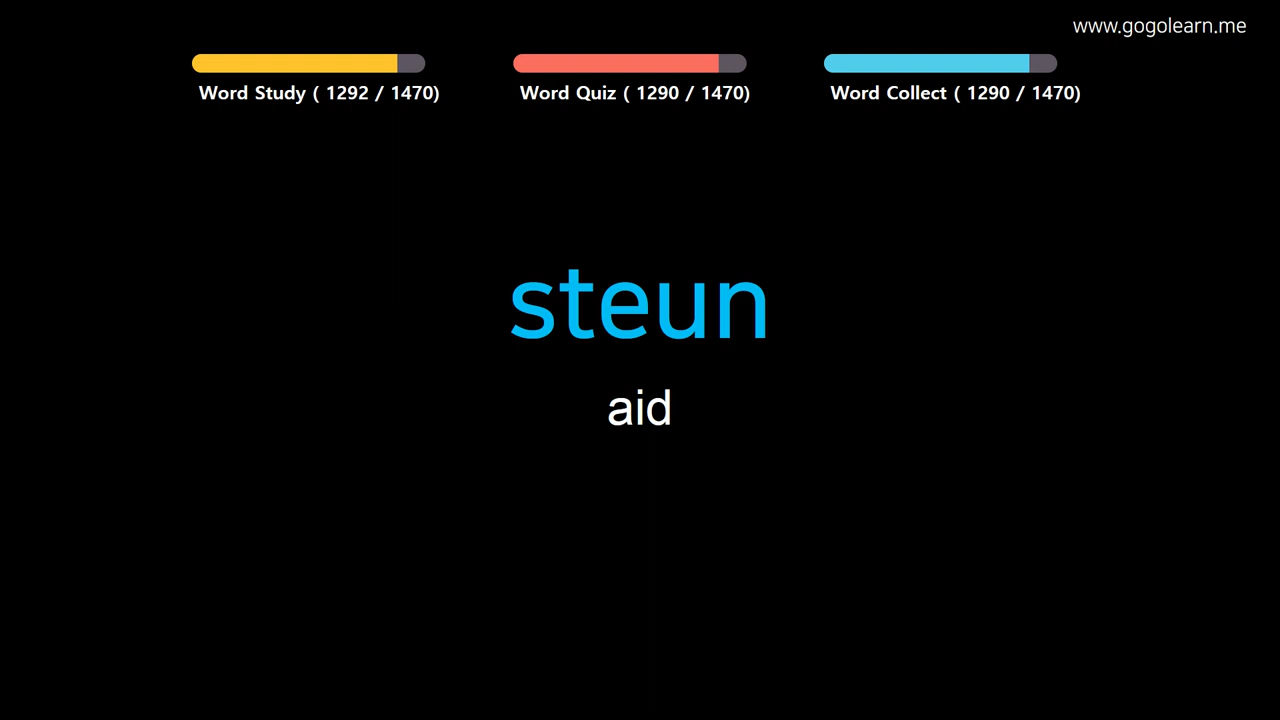 www.gogolearn.me
Word Study ( 1292 / 1470)
Word Quiz ( 1290 / 1470)
Word Collect ( 1290 / 1470)
steun
aid